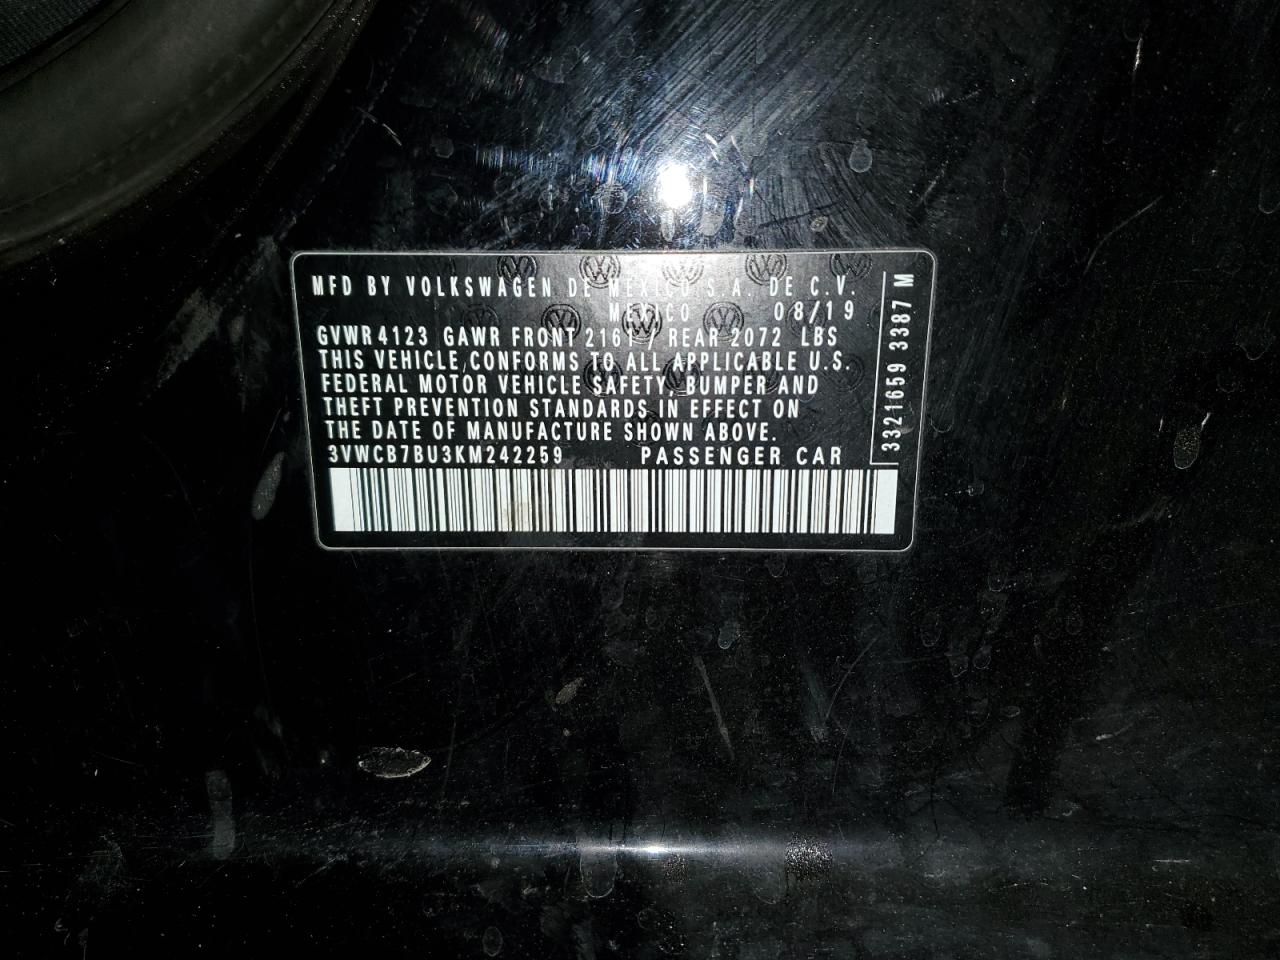 MFD BY VOLKSWAGEN DE MEXICO S.A. DE C.V.
MEXICO 08/19
GVWR 4123 GAWR FRONT 2161 / REAR 2072 LBS
THIS VEHICLE CONFORMS TO ALL APPLICABLE U.S.
FEDERAL MOTOR VEHICLE SAFETY, BUMPER AND
THEFT PREVENTION STANDARDS IN EFFECT ON
THE DATE OF MANUFACTURE SHOWN ABOVE.
3VWCB7BU3KM242259 PASSENGER CAR
3321659 3387 M